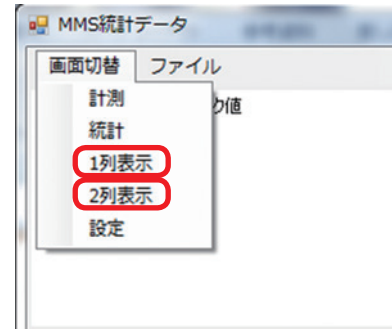 MMS統計データ
画面切替 ファイル
計測
ク値
統計
1列表示
2列表示
設定